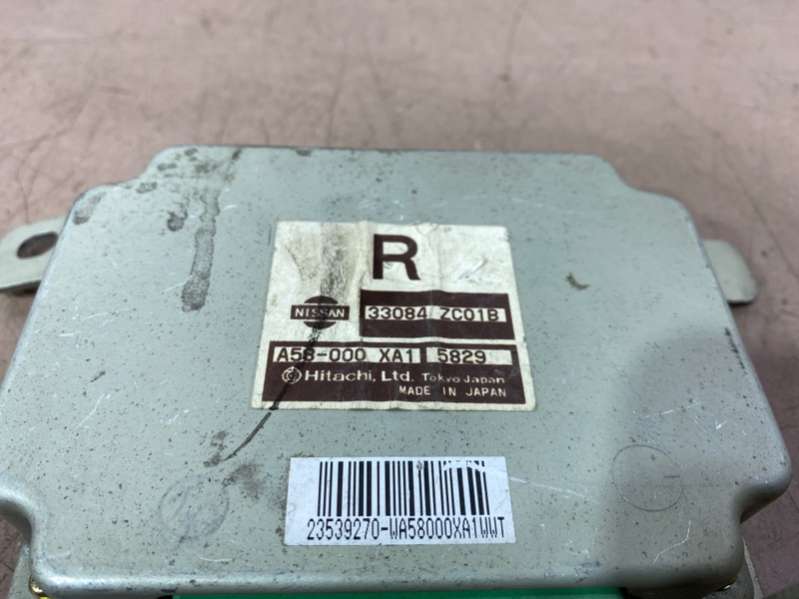 R
NISSAN 33084 ZC01B
A58-000 XA1 5829
Hitachi, Ltd. Tokyo Japan
MADE IN JAPAN
23539270-WA58000XA1WWT